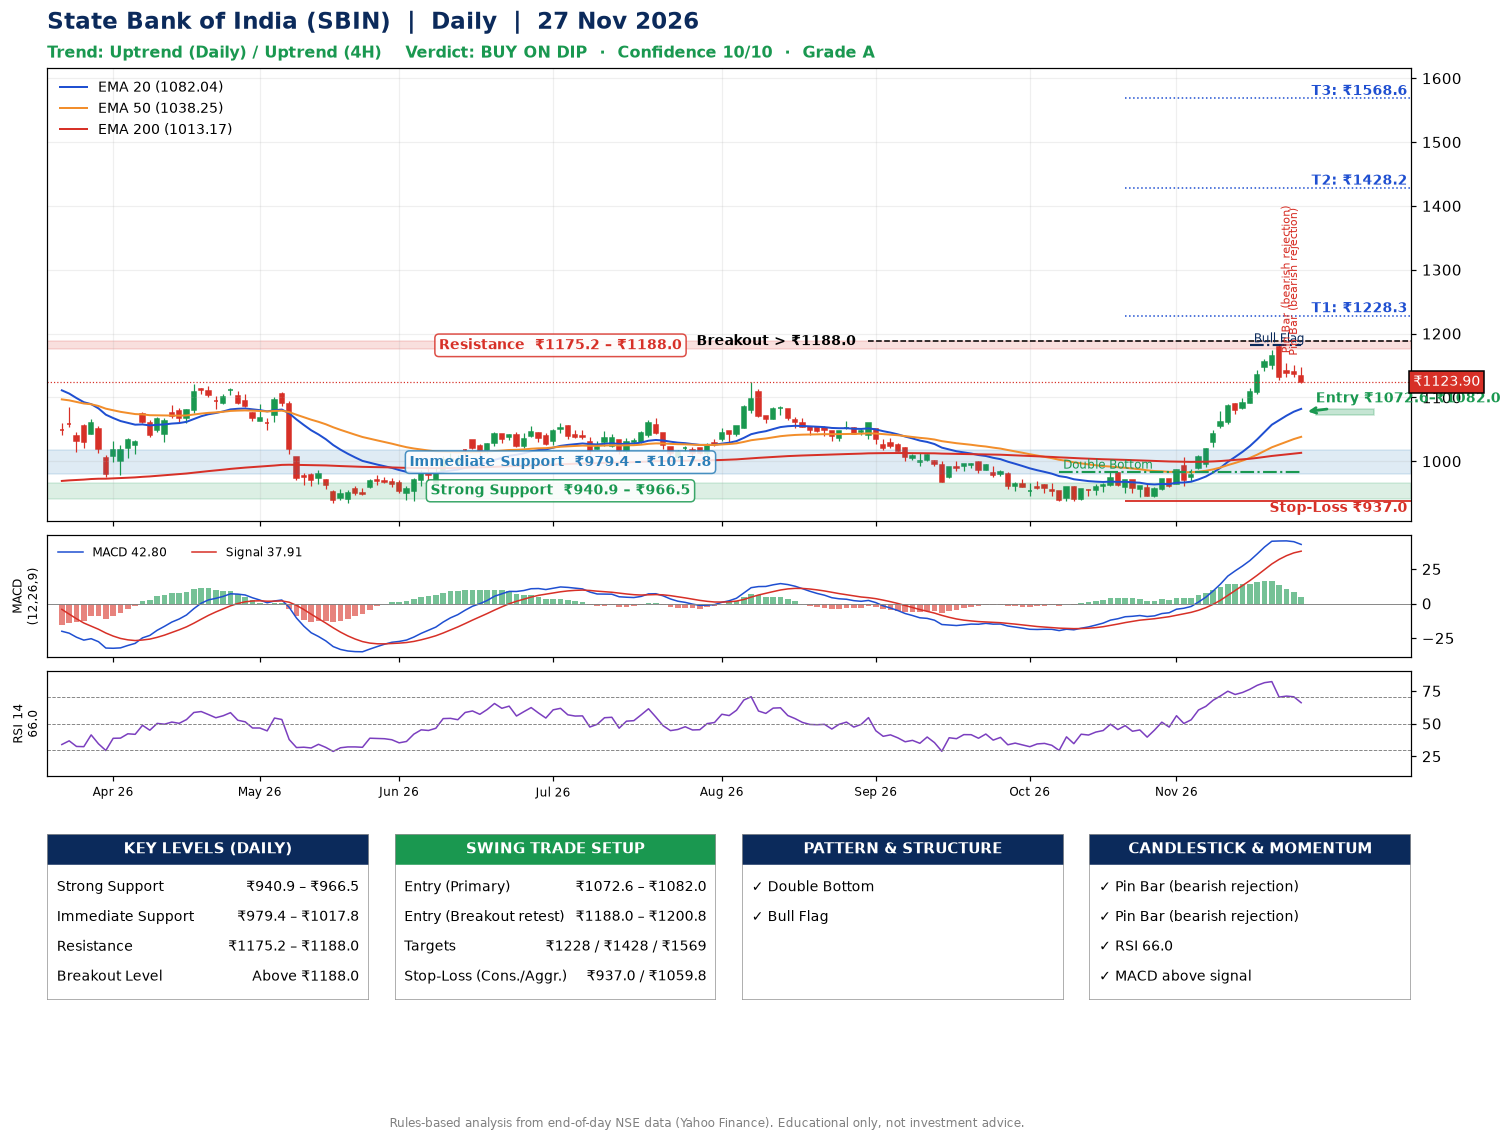 State Bank of India (SBIN)  |  Daily  |  27 Nov 2026
Trend: Uptrend (Daily) / Uptrend (4H)    Verdict: BUY ON DIP  ·  Confidence 10/10  ·  Grade A
EMA 20 (1082.04)
EMA 50 (1038.25)
EMA 200 (1013.17)
T3: ₹1568.6
T2: ₹1428.2
T1: ₹1228.3
Pin Bar (bearish rejection)
Pin Bar (bearish rejection)
Resistance  ₹1175.2 – ₹1188.0
Breakout > ₹1188.0
Bull Flag
₹1123.90
Entry ₹1072.6–₹1082.0
Immediate Support  ₹979.4 – ₹1017.8
Double Bottom
Strong Support  ₹940.9 – ₹966.5
Stop-Loss ₹937.0
1600
1500
1400
1300
1200
1100
1000
MACD 42.80
Signal 37.91
MACD
(12,26,9)
25
0
−25
RSI 14
66.0
75
50
25
Apr 26
May 26
Jun 26
Jul 26
Aug 26
Sep 26
Oct 26
Nov 26
KEY LEVELS (DAILY)
Strong Support ₹940.9 – ₹966.5
Immediate Support ₹979.4 – ₹1017.8
Resistance ₹1175.2 – ₹1188.0
Breakout Level Above ₹1188.0
SWING TRADE SETUP
Entry (Primary) ₹1072.6 – ₹1082.0
Entry (Breakout retest) ₹1188.0 – ₹1200.8
Targets ₹1228 / ₹1428 / ₹1569
Stop-Loss (Cons./Aggr.) ₹937.0 / ₹1059.8
PATTERN & STRUCTURE
✓ Double Bottom
✓ Bull Flag
CANDLESTICK & MOMENTUM
✓ Pin Bar (bearish rejection)
✓ Pin Bar (bearish rejection)
✓ RSI 66.0
✓ MACD above signal
Rules-based analysis from end-of-day NSE data (Yahoo Finance). Educational only, not investment advice.